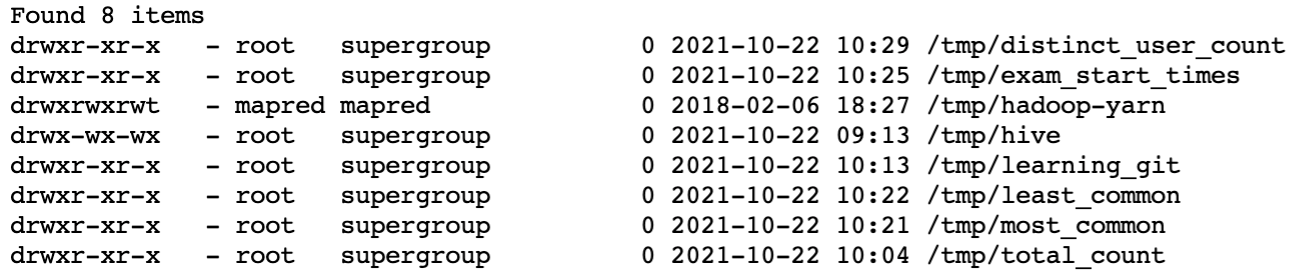 Found 8 items
drwxr-xr-x   - root   supergroup          0 2021-10-22 10:29 /tmp/distinct_user_count
drwxr-xr-x   - root   supergroup          0 2021-10-22 10:25 /tmp/exam_start_times
drwxrwxrwt   - mapred mapred              0 2018-02-06 18:27 /tmp/hadoop-yarn
drwx-wx-wx   - root   supergroup          0 2021-10-22 09:13 /tmp/hive
drwxr-xr-x   - root   supergroup          0 2021-10-22 10:13 /tmp/learning_git
drwxr-xr-x   - root   supergroup          0 2021-10-22 10:22 /tmp/least_common
drwxr-xr-x   - root   supergroup          0 2021-10-22 10:21 /tmp/most_common
drwxr-xr-x   - root   supergroup          0 2021-10-22 10:04 /tmp/total_count